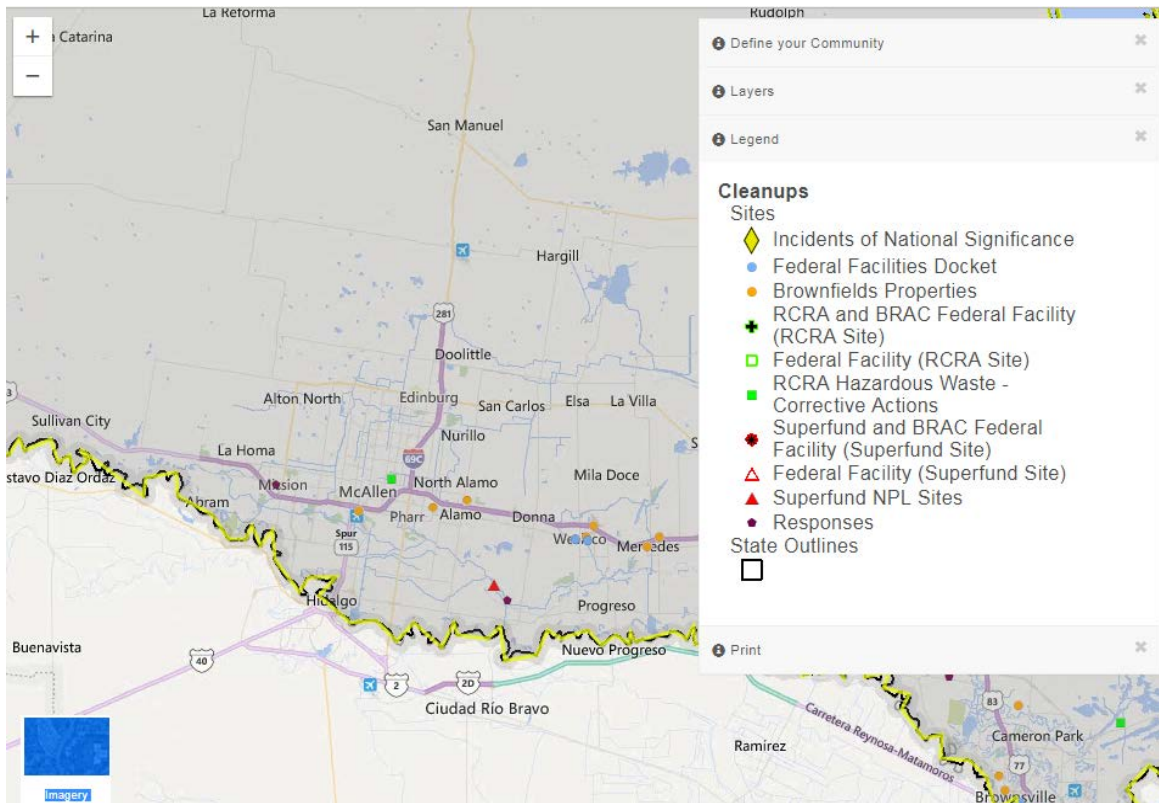 La Reforma
Rudolph
+
a Catarina
−
Define your Community
Layers
San Manuel
Legend
Cleanups
Sites
Incidents of National Significance
Hargill
Federal Facilities Docket
Brownfields Properties
RCRA and BRAC Federal Facility
(RCRA Site)
281
Doolittle
Federal Facility (RCRA Site)
RCRA Hazardous Waste -
Corrective Actions
Alton North
Edinburg
San Carlos
Elsa
La Villa
Sullivan City
Nurillo
Superfund and BRAC Federal
Facility (Superfund Site)
La Homa
69C
Mila Doce
Federal Facility (Superfund Site)
stavo Diaz Ordaz
Mission
McAllen
North Alamo
Superfund NPL Sites
Abram
Pharr
Alamo
Donna
Responses
Spur
115
Weslaco
Mercedes
State Outlines
Hidalgo
Progreso
Buenavista
40
Nuevo Progreso
Print
2
2D
Ciudad Río Bravo
83
Carretera Reynosa-Matamoros
Cameron Park
Ramirez
77
Imagery
Brownsville